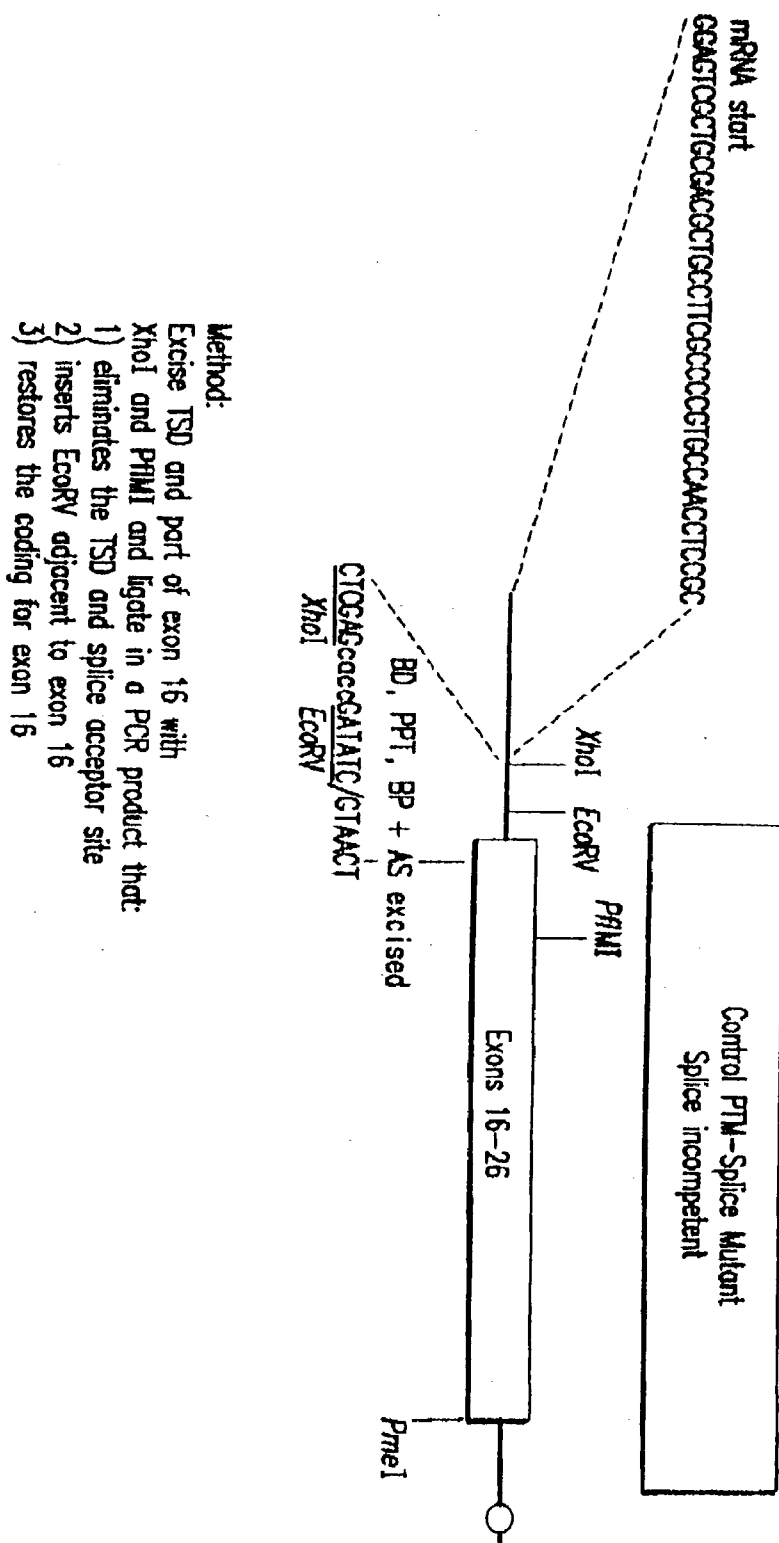 Control PTM-Splice Mutant
Splice incompetent
mRNA start
GGAGTCGCTGCGACGCTGCCTTCGCCCCGTGCCAACCTCCGC
XhoI
EcoRV
PflMI
Exons 16-26
PmeI
BD, PPT, BP + AS excised
CTCGAGcaccGATATC/GTAACT
XhoI EcoRV
Method:
Excise TSD and part of exon 16 with
XhoI and PflMI and ligate in a PCR product that:
1) eliminates the TSD and splice acceptor site
2) inserts EcoRV adjacent to exon 16
3) restores the coding for exon 16